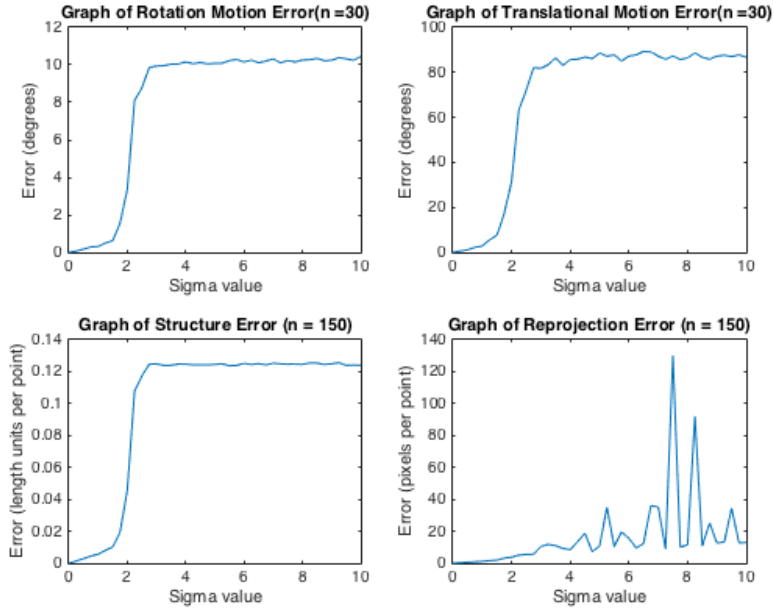 Graph of Rotation Motion Error(n =30)
12
10
8
6
4
2
0
Error (degrees)
0 2 4 6 8 10
Sigma value
Graph of Translational Motion Error(n =30)
100
80
60
40
20
0
Error (degrees)
0 2 4 6 8 10
Sigma value
Graph of Structure Error (n = 150)
0.14
0.12
0.1
0.08
0.06
0.04
0.02
0
Error (length units per point)
0 2 4 6 8 10
Sigma value
Graph of Reprojection Error (n = 150)
140
120
100
80
60
40
20
0
Error (pixels per point)
0 2 4 6 8 10
Sigma value